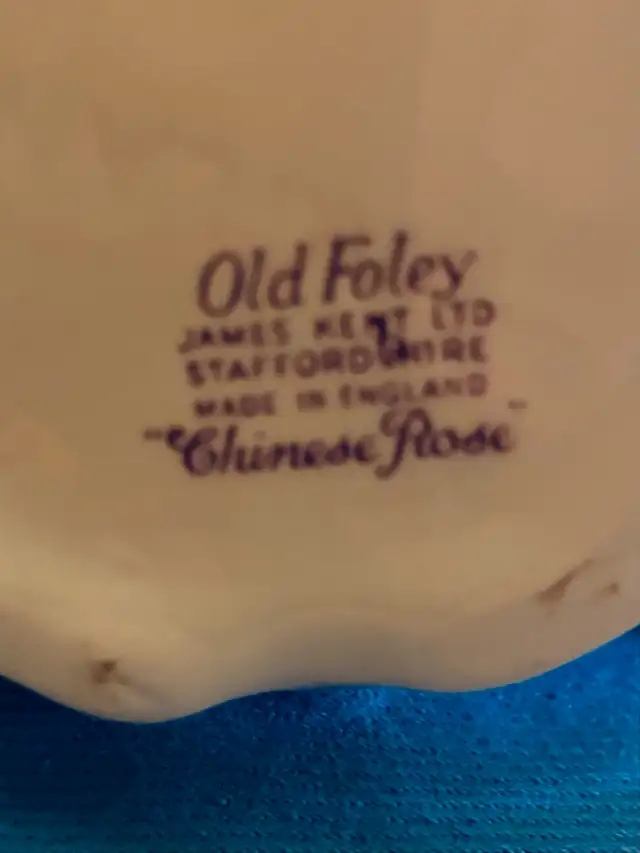 Old Foley
JAMES KENT LTD
STAFFORDSHIRE
MADE IN ENGLAND
"Chinese Rose"